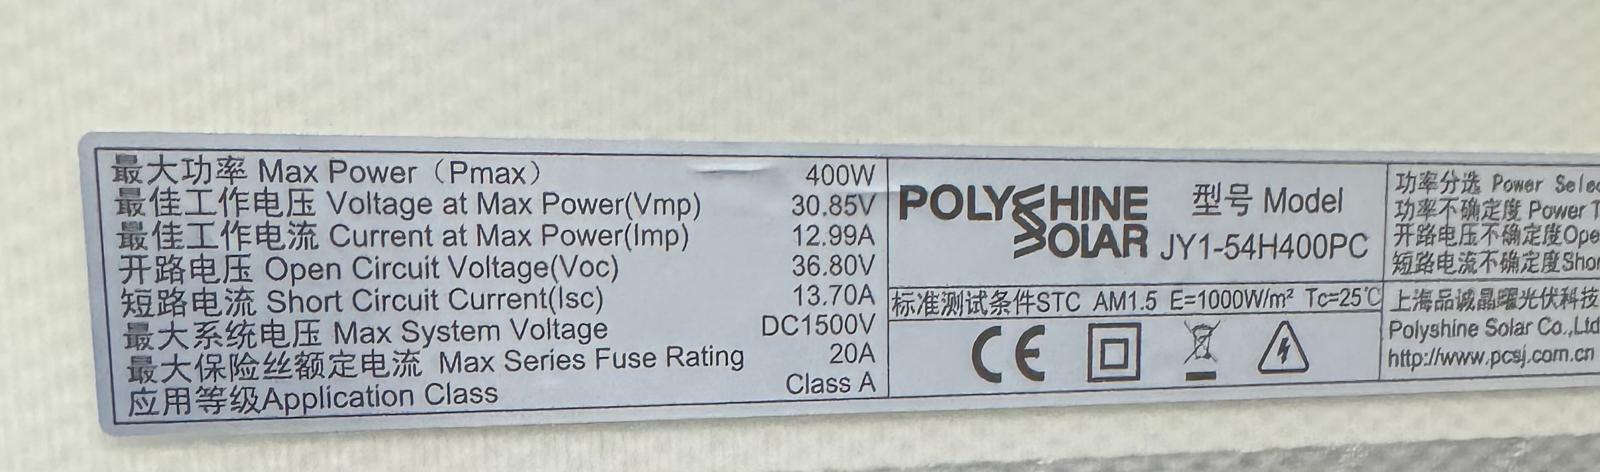 最大功率 Max Power（Pmax） 400W
最佳工作电压 Voltage at Max Power(Vmp) 30.85V
最佳工作电流 Current at Max Power(Imp) 12.99A
开路电压 Open Circuit Voltage(Voc) 36.80V
短路电流 Short Circuit Current(Isc) 13.70A
最大系统电压 Max System Voltage DC1500V
最大保险丝额定电流 Max Series Fuse Rating 20A
应用等级Application Class Class A
POLYSHINE
SOLAR
型号 Model
JY1-54H400PC
标准测试条件STC AM1.5 E=1000W/m² Tc=25℃
CE
功率分选 Power Selec
功率不确定度 Power T
开路电压不确定度Ope
短路电流不确定度Shor
上海品诚晶曜光伏科技
Polyshine Solar Co.,Ltd
http://www.pcsj.com.cn